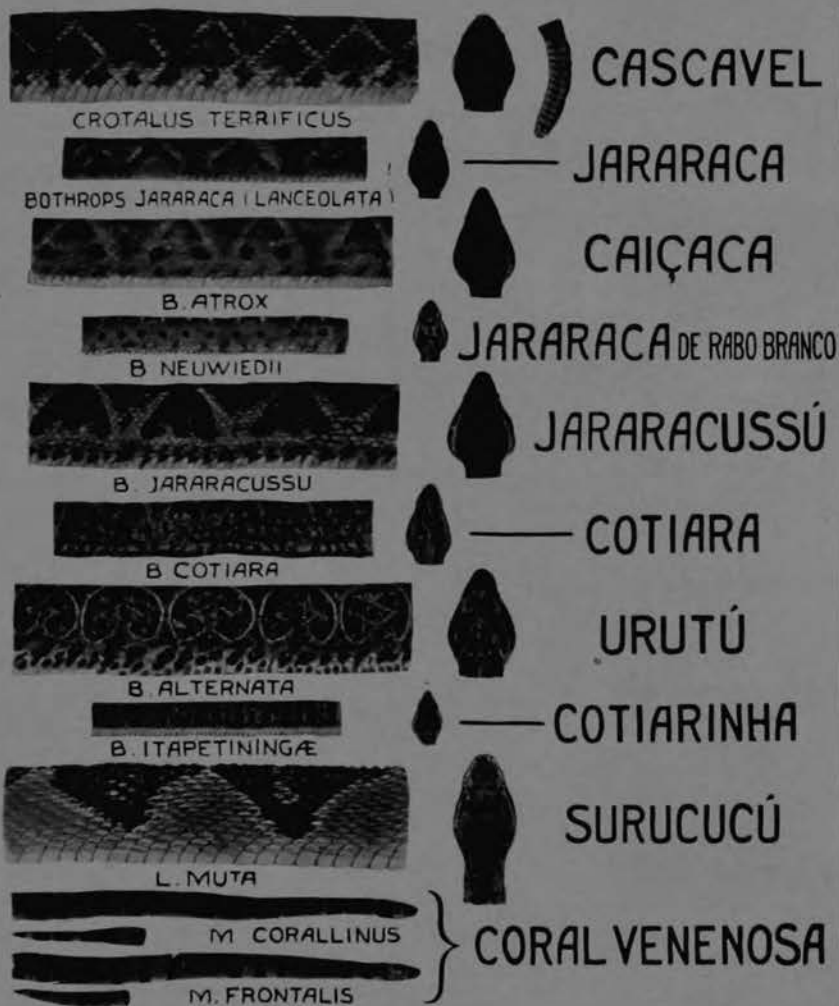 CASCAVEL
CROTALUS TERRIFICUS
JARARACA
BOTHROPS JARARACA (LANCEOLATA)
CAIÇACA
B. ATROX
JARARACA DE RABO BRANCO
B NEUWIEDII
JARARACUSSÚ
B. JARARACUSSU
COTIARA
B COTIARA
URUTÚ
B. ALTERNATA
COTIARINHA
B. ITAPETININGÆ
SURUCUCÚ
L. MUTA
M CORALLINUS
CORAL VENENOSA
M. FRONTALIS